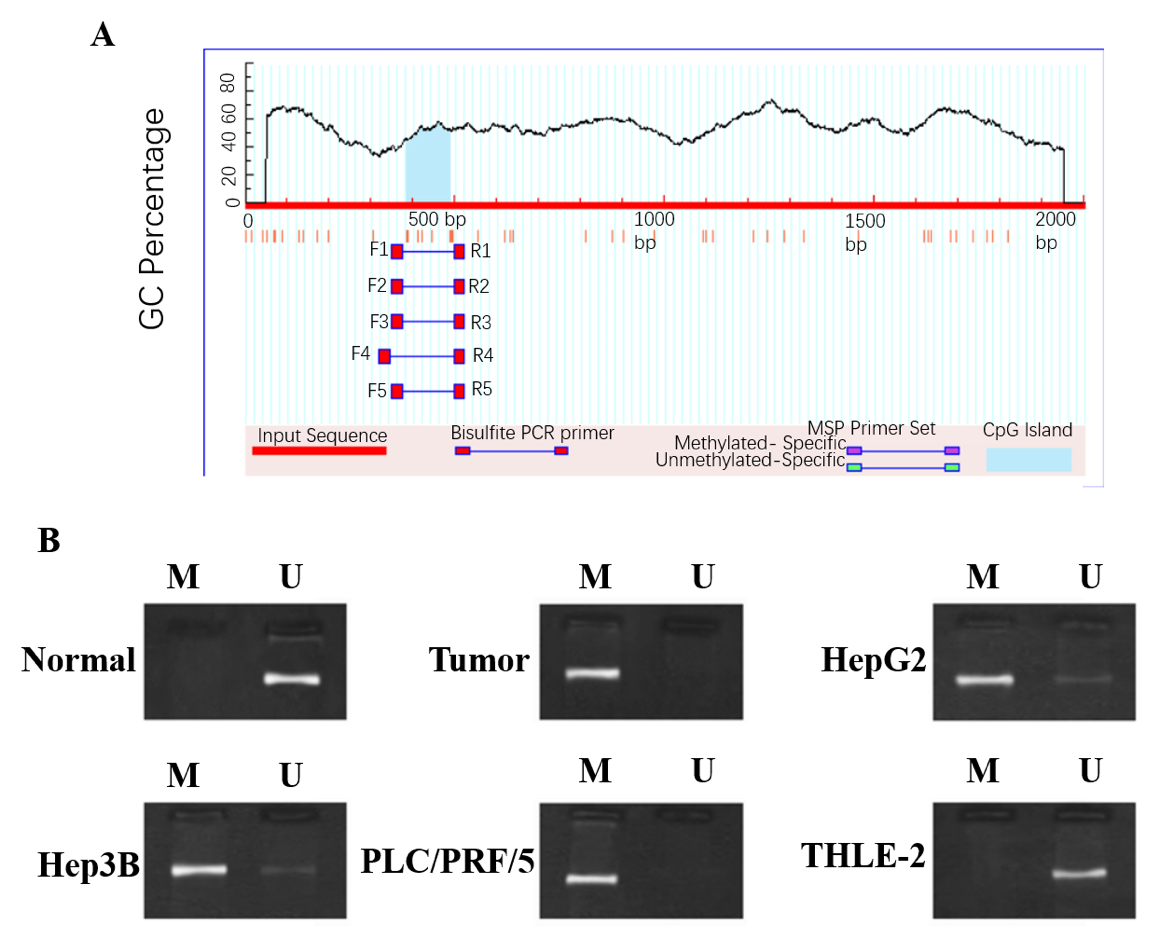 A
GC Percentage
80
60
40
20
0
0 500 bp 1000 bp 1500 bp 2000 bp
F1 R1
F2 R2
F3 R3
F4 R4
F5 R5
Input Sequence
Bisulfite PCR primer
MSP Primer Set
Methylated- Specific
Unmethylated-Specific
CpG Island
B
M U
Normal
M U
Tumor
M U
HepG2
M U
Hep3B
M U
PLC/PRF/5
M U
THLE-2